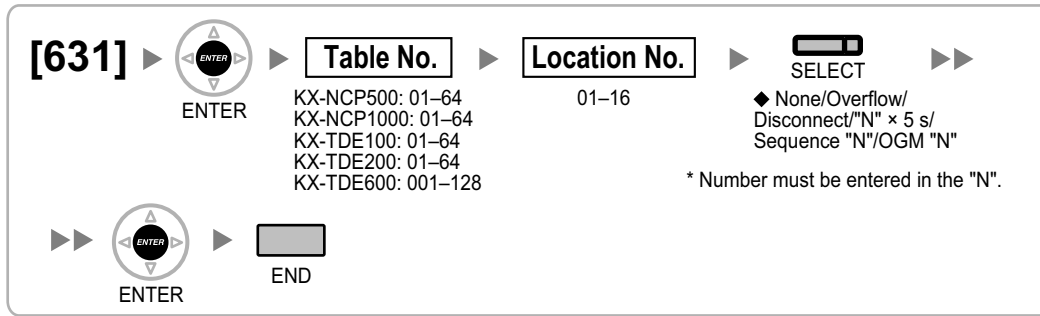 [631]
ENTER
ENTER
Table No.
Location No.
SELECT
KX-NCP500: 01–64
KX-NCP1000: 01–64
KX-TDE100: 01–64
KX-TDE200: 01–64
KX-TDE600: 001–128
01–16
◆ None/Overflow/
Disconnect/"N" × 5 s/
Sequence "N"/OGM "N"
* Number must be entered in the "N".
ENTER
ENTER
END